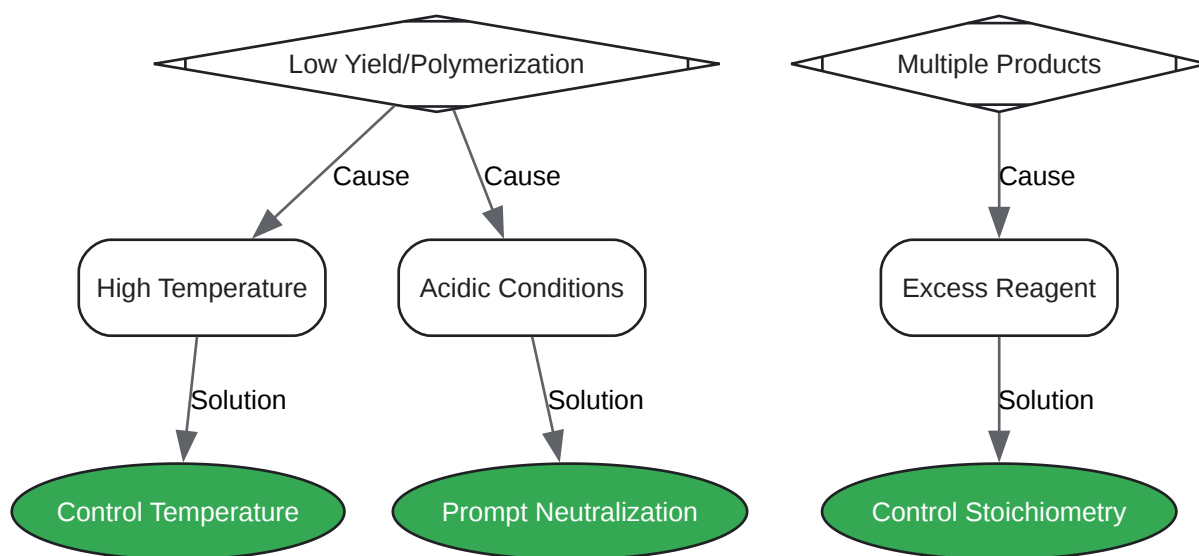 Low Yield/Polymerization
Multiple Products
Cause
Cause
Cause
High Temperature
Acidic Conditions
Excess Reagent
Solution
Solution
Solution
Control Temperature
Prompt Neutralization
Control Stoichiometry